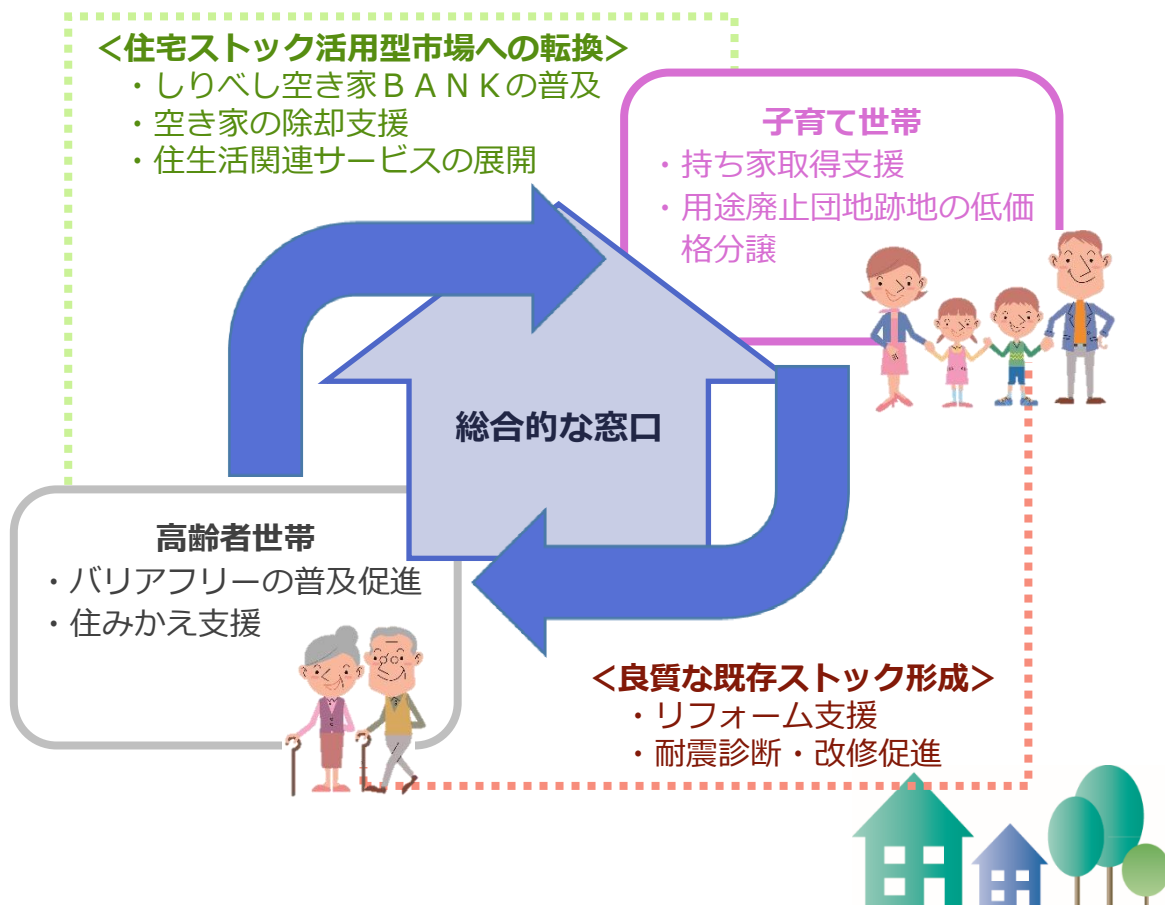 ＜住宅ストック活用型市場への転換＞
・しりべし空き家ＢＡＮＫの普及
・空き家の除却支援
・住生活関連サービスの展開
子育て世帯
・持ち家取得支援
・用途廃止団地跡地の低価
格分譲
総合的な窓口
高齢者世帯
・バリアフリーの普及促進
・住みかえ支援
＜良質な既存ストック形成＞
・リフォーム支援
・耐震診断・改修促進